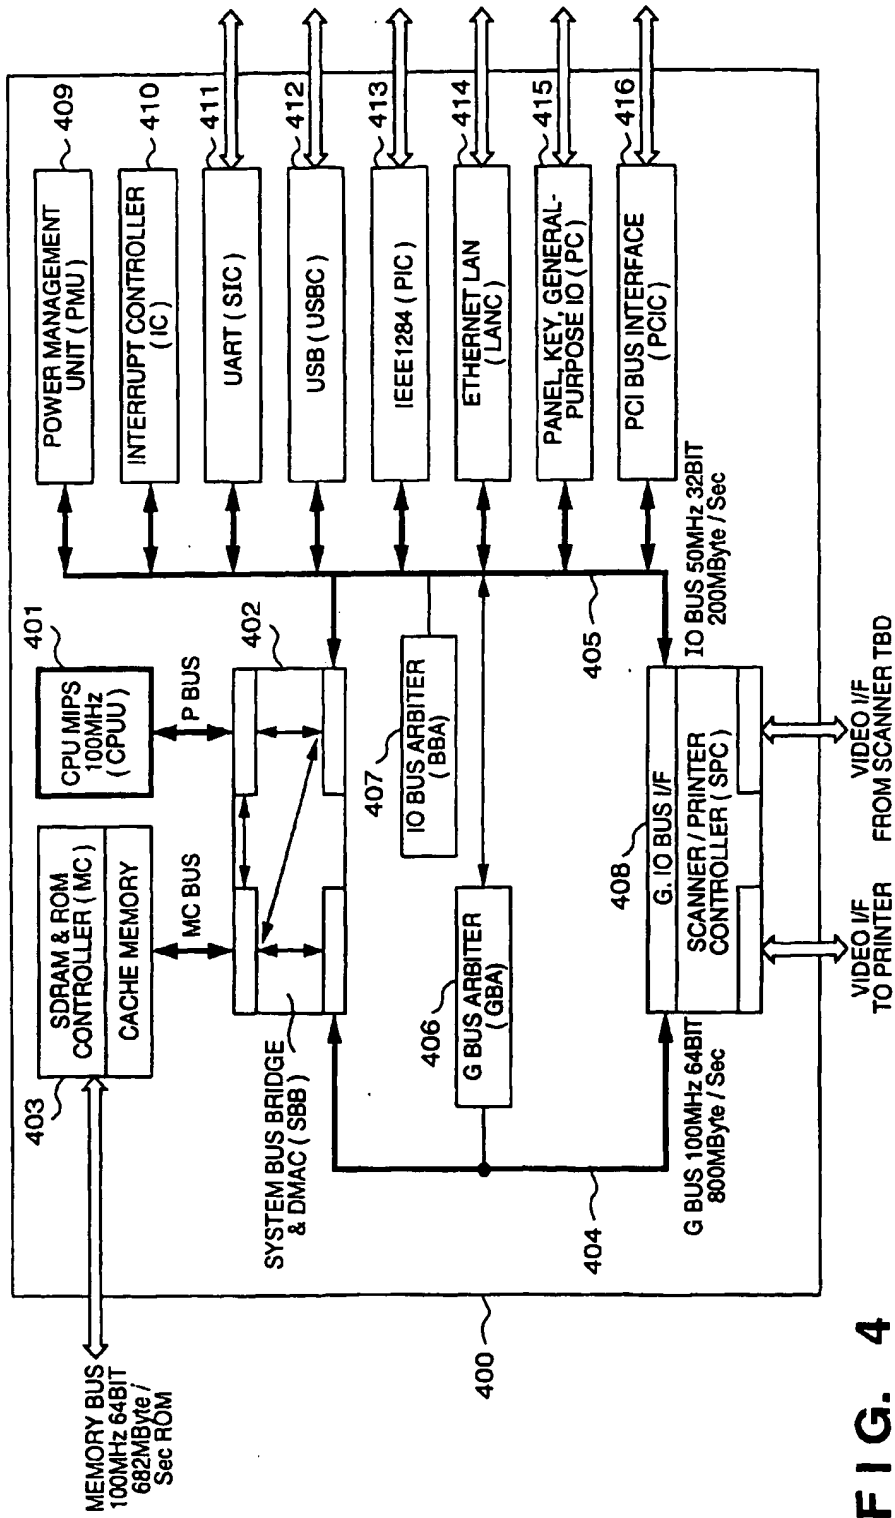 MEMORY BUS
100MHz 64BIT
682MByte /
Sec ROM
403
SDRAM & ROM
CONTROLLER ( MC )
CACHE MEMORY
401
CPU MIPS
100MHz
( CPUU )
MC BUS
P BUS
402
SYSTEM BUS BRIDGE
& DMAC ( SBB )
409
POWER MANAGEMENT
UNIT ( PMU )
410
INTERRUPT CONTROLLER
( IC )
411
UART ( SIC )
412
USB ( USBC )
413
IEEE1284 ( PIC )
414
ETHERNET LAN
( LANC )
415
PANEL, KEY, GENERAL-
PURPOSE IO ( PC )
416
PCI BUS INTERFACE
( PCIC )
407
IO BUS ARBITER
( BBA )
406
G BUS ARBITER
( GBA )
405
404
400
G BUS 100MHz 64BIT
800MByte / Sec
408
G. IO BUS I/F
SCANNER / PRINTER
CONTROLLER ( SPC )
IO BUS 50MHz 32BIT
200MByte / Sec
VIDEO I/F
TO PRINTER
VIDEO I/F
FROM SCANNER TBD
FIG. 4